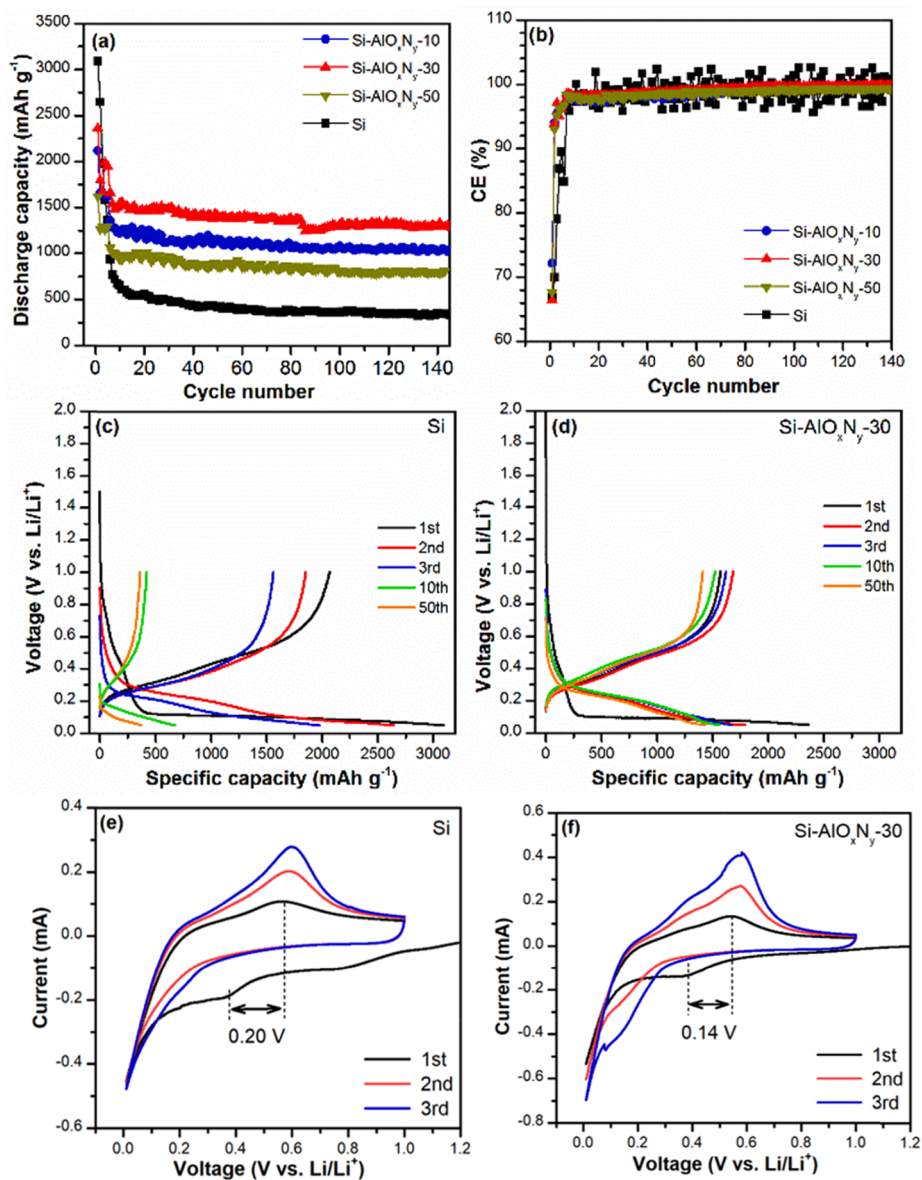 (a)
Si-AlOₓNᵧ-10
Si-AlOₓNᵧ-30
Si-AlOₓNᵧ-50
Si
3500
3000
2500
2000
1500
1000
500
0
Discharge capacity (mAh g⁻¹)
0 20 40 60 80 100 120 140
Cycle number
(b)
110
100
90
80
70
60
CE (%)
Si-AlOₓNᵧ-10
Si-AlOₓNᵧ-30
Si-AlOₓNᵧ-50
Si
0 20 40 60 80 100 120 140
Cycle number
(c)
Si
2.0
1.8
1.6
1.4
1.2
1.0
0.8
0.6
0.4
0.2
0.0
Voltage (V vs. Li/Li⁺)
1st
2nd
3rd
10th
50th
0 500 1000 1500 2000 2500 3000
Specific capacity (mAh g⁻¹)
(d)
Si-AlOₓNᵧ-30
2.0
1.8
1.6
1.4
1.2
1.0
0.8
0.6
0.4
0.2
0.0
Voltage (V vs. Li/Li⁺)
1st
2nd
3rd
10th
50th
0 500 1000 1500 2000 2500 3000
Specific capacity (mAh g⁻¹)
(e)
Si
0.4
0.2
0.0
-0.2
-0.4
-0.6
Current (mA)
0.20 V
1st
2nd
3rd
0.0 0.2 0.4 0.6 0.8 1.0 1.2
Voltage (V vs. Li/Li⁺)
(f)
Si-AlOₓNᵧ-30
0.6
0.4
0.2
0.0
-0.2
-0.4
-0.6
-0.8
Current (mA)
0.14 V
1st
2nd
3rd
0.0 0.2 0.4 0.6 0.8 1.0 1.2
Voltage (V vs. Li/Li⁺)